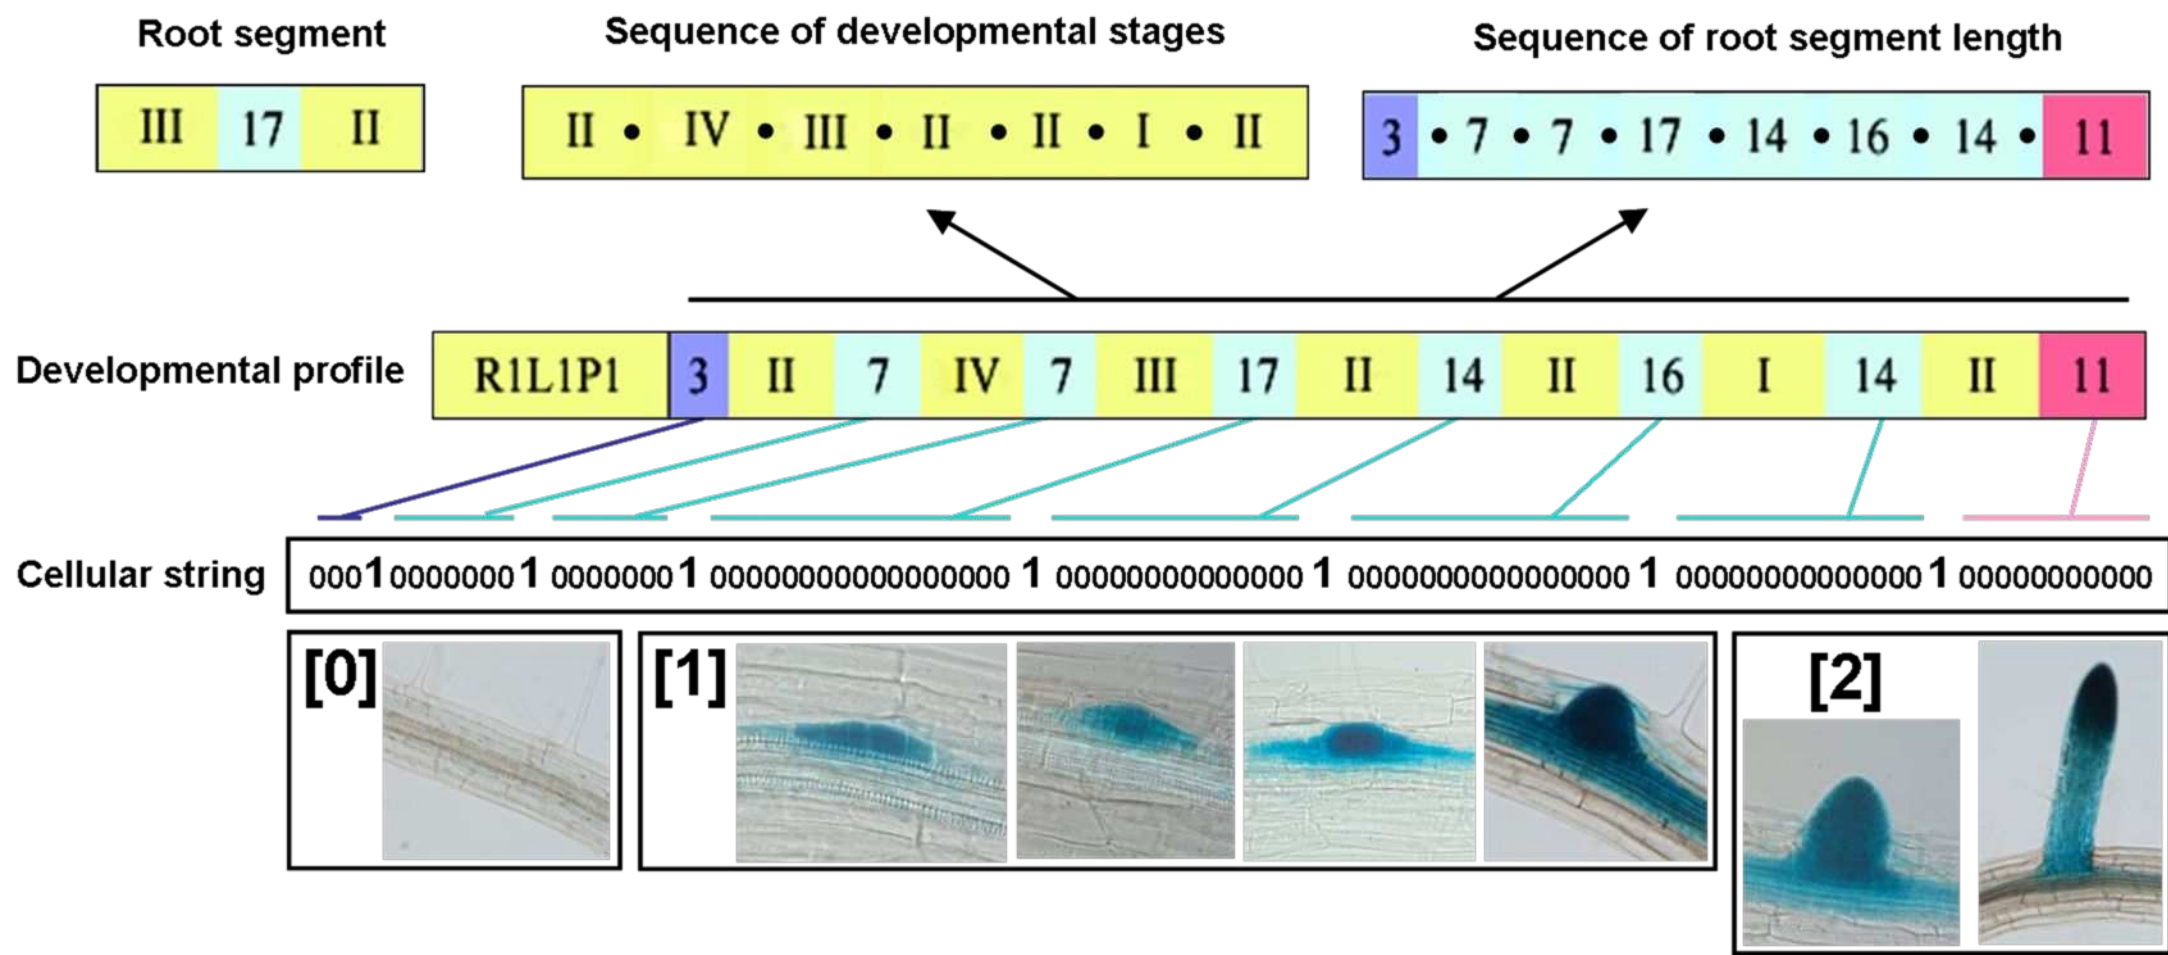 Root segment
Sequence of developmental stages
Sequence of root segment length
III 17 II
II • IV • III • II • II • I • II
3 • 7 • 7 • 17 • 14 • 16 • 14 • 11
Developmental profile
R1L1P1 3 II 7 IV 7 III 17 II 14 II 16 I 14 II 11
Cellular string
000 1 0000000 1 0000000 1 00000000000000000 1 00000000000000 1 0000000000000000 1 00000000000000 1 00000000000
[0]
[1]
[2]